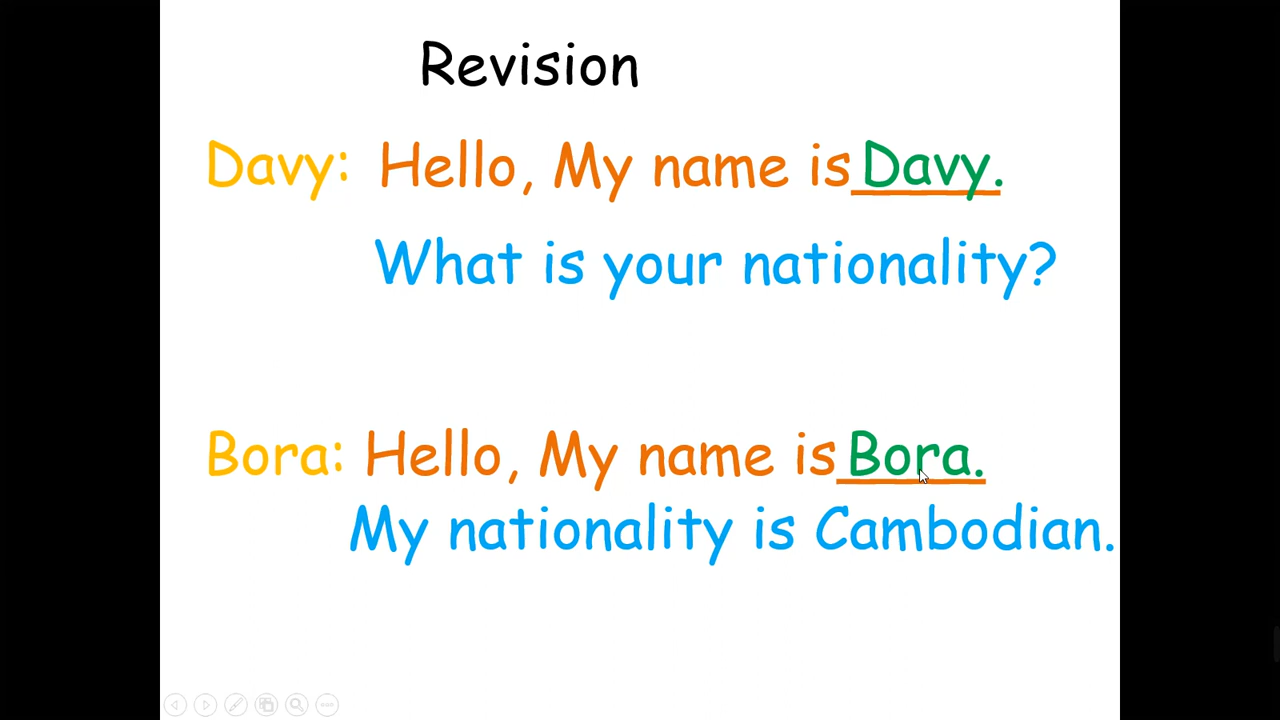 Revision
Davy: Hello, My name is Davy.
What is your nationality?
Bora: Hello, My name is Bora.
My nationality is Cambodian.